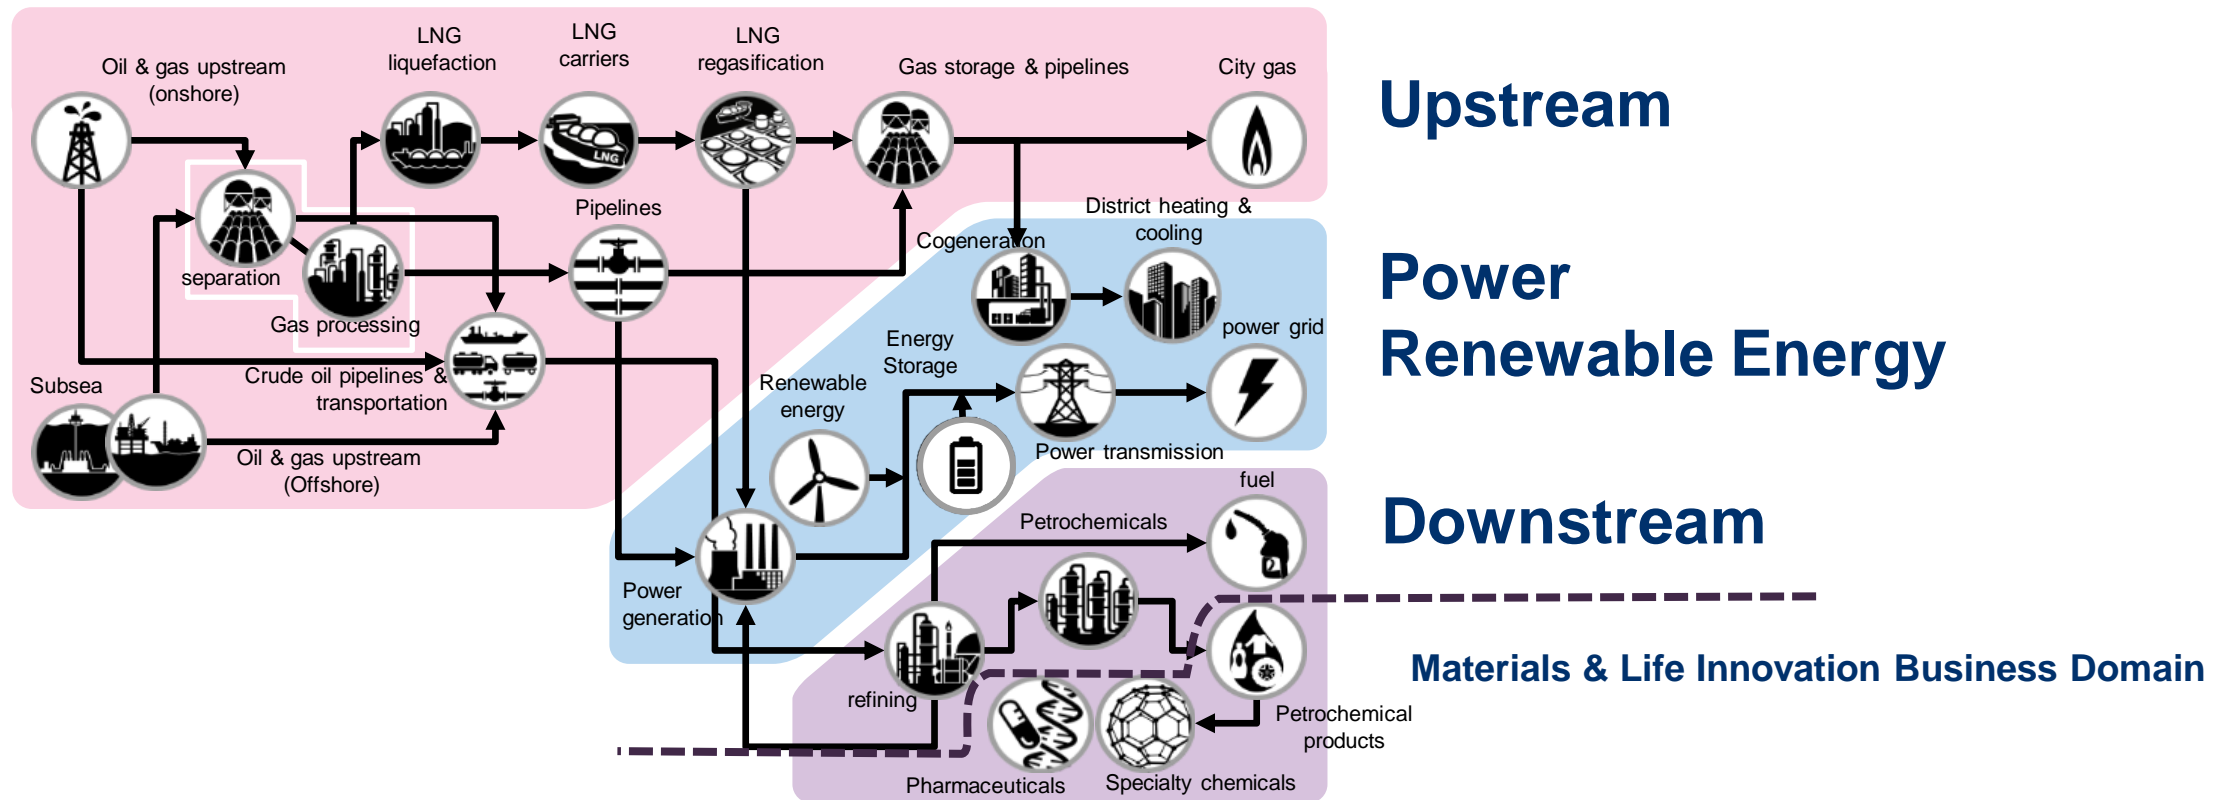 LNG
liquefaction
LNG
carriers
LNG
regasification
Oil & gas upstream
(onshore)
Gas storage & pipelines
City gas
Upstream
LNG
separation
Gas processing
Pipelines
Cogeneration
District heating &
cooling
Power
Renewable Energy
power grid
Energy
Storage
Crude oil pipelines &
transportation
Renewable
energy
Subsea
Oil & gas upstream
(Offshore)
Power transmission
fuel
Petrochemicals
Downstream
Power
generation
refining
Materials & Life Innovation Business Domain
Petrochemical
products
Pharmaceuticals
Specialty chemicals